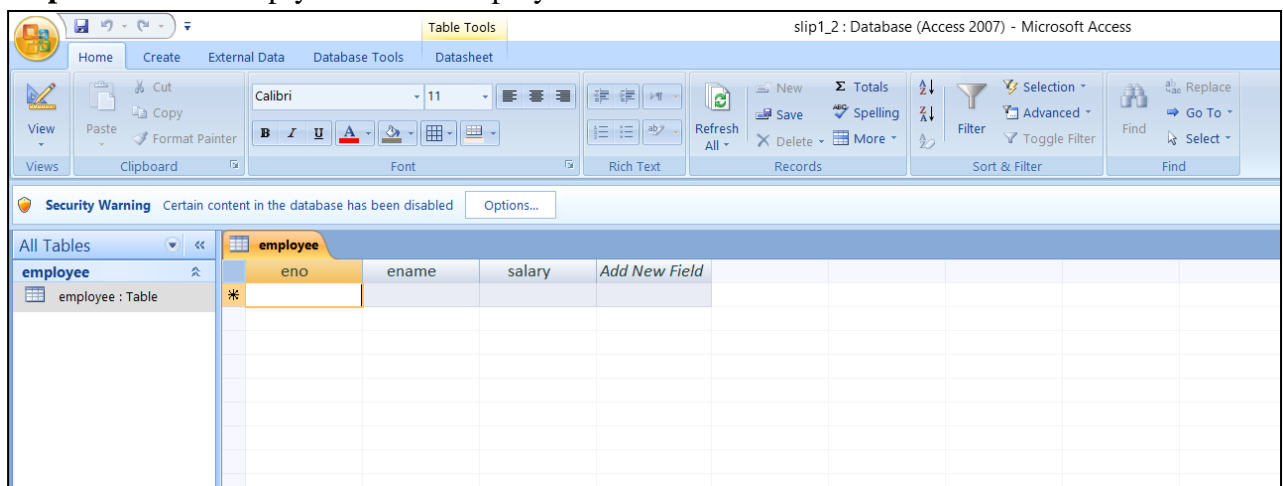 Table Tools
slip1_2 : Database (Access 2007) - Microsoft Access
Home Create External Data Database Tools Datasheet
View
Paste
Cut
Copy
Format Painter
Calibri 11
B I U A
Refresh All
New
Save
Delete
Σ Totals
Spelling
More
Filter
Selection
Advanced
Toggle Filter
Find
Replace
Go To
Select
Views Clipboard Font Rich Text Records Sort & Filter Find
Security Warning Certain content in the database has been disabled Options...
All Tables « employee
employee eno ename salary Add New Field
employee : Table